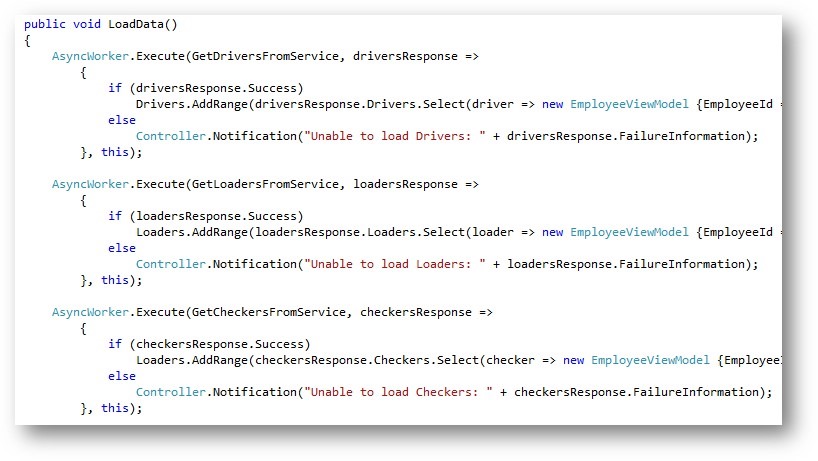 public void LoadData()
{
AsyncWorker.Execute(GetDriversFromService, driversResponse =>
{
if (driversResponse.Success)
Drivers.AddRange(driversResponse.Drivers.Select(driver => new EmployeeViewModel {EmployeeId =
else
Controller.Notification("Unable to load Drivers: " + driversResponse.FailureInformation);
}, this);
AsyncWorker.Execute(GetLoadersFromService, loadersResponse =>
{
if (loadersResponse.Success)
Loaders.AddRange(loadersResponse.Loaders.Select(loader => new EmployeeViewModel {EmployeeId =
else
Controller.Notification("Unable to load Loaders: " + loadersResponse.FailureInformation);
}, this);
AsyncWorker.Execute(GetCheckersFromService, checkersResponse =>
{
if (checkersResponse.Success)
Loaders.AddRange(checkersResponse.Checkers.Select(checker => new EmployeeViewModel {Employee
else
Controller.Notification("Unable to load Checkers: " + checkersResponse.FailureInformation);
}, this);